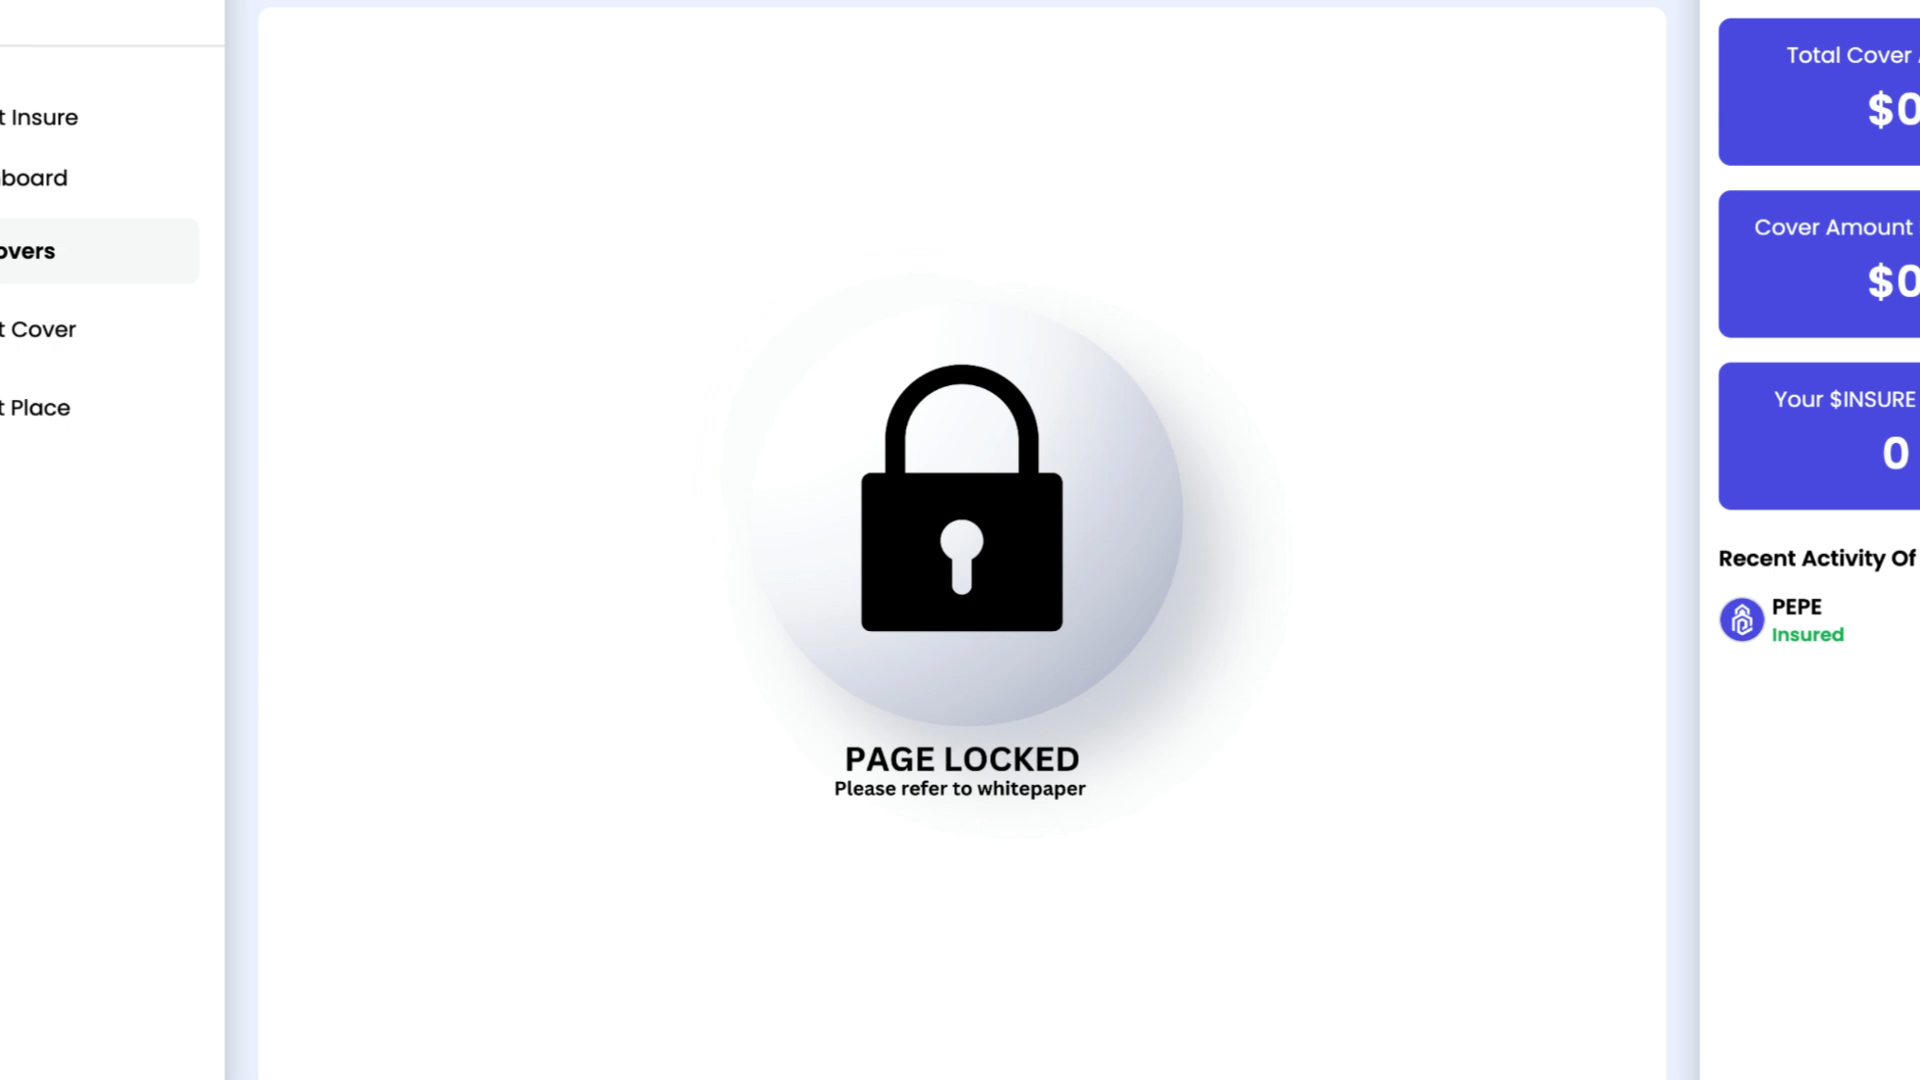 t Insure
board
overs
t Cover
t Place
PAGE LOCKED
Please refer to whitepaper
Total Cover
$0
Cover Amount
$0
Your $INSURE
0
Recent Activity Of
PEPE
Insured